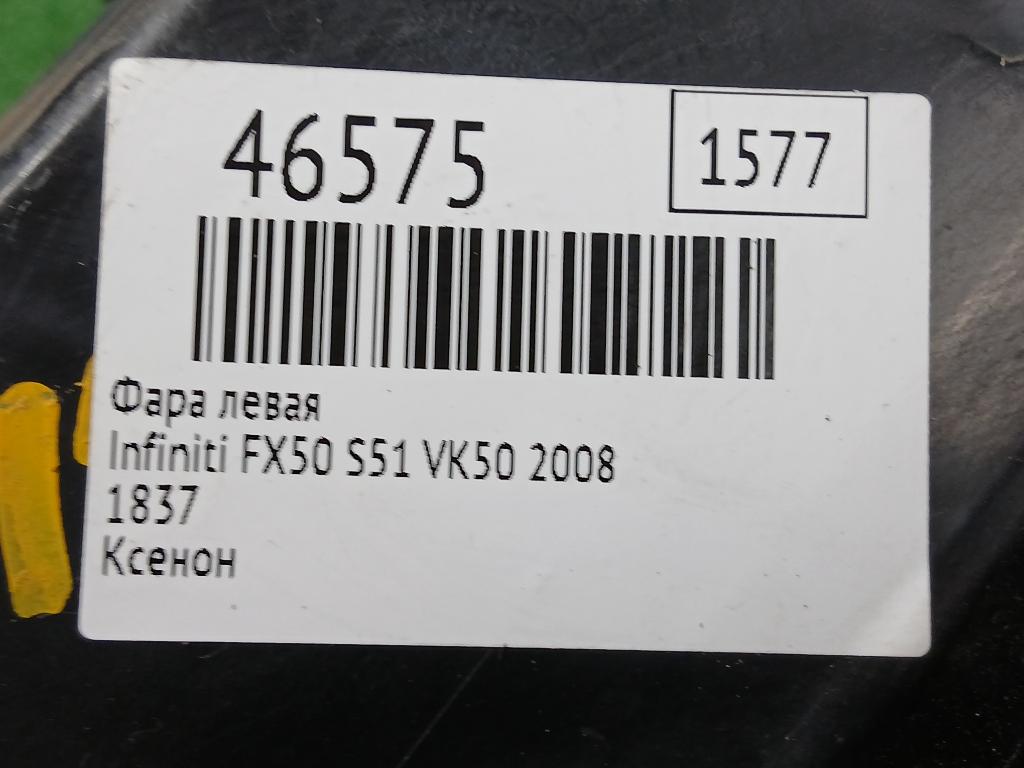 46575
1577
Фара левая
Infiniti FX50 S51 VK50 2008
1837
Ксенон